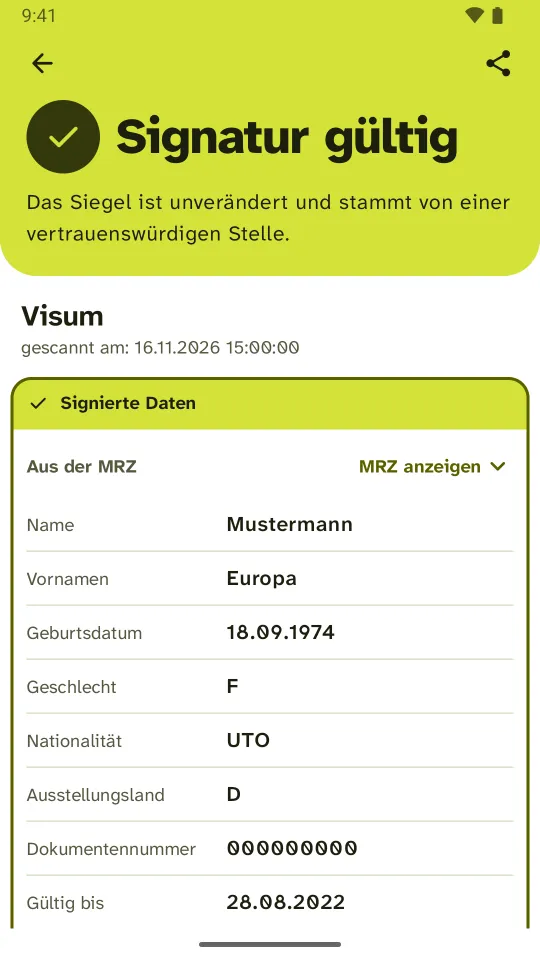 9:41
Signatur gültig
Das Siegel ist unverändert und stammt von einer
vertrauenswürdigen Stelle.
Visum
gescannt am: 16.11.2026 15:00:00
Signierte Daten
Aus der MRZ MRZ anzeigen
Name Mustermann
Vornamen Europa
Geburtsdatum 18.09.1974
Geschlecht F
Nationalität UTO
Ausstellungsland D
Dokumentennummer 000000000
Gültig bis 28.08.2022